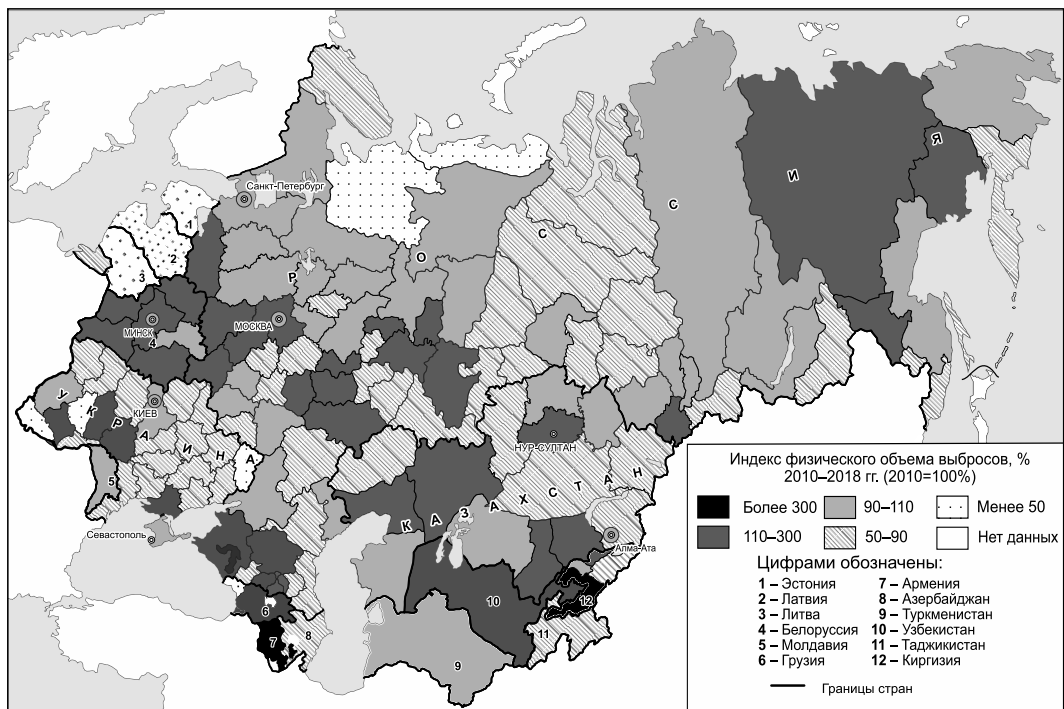 Санкт-Петербург
МИНСК
МОСКВА
КИЕВ
НУР-СУЛТАН
Севастополь
Алма-Ата
Р О С С И Я
У К Р А И Н А
К А З А Х С Т А Н
1
2
3
4
5
6
7
8
9
10
11
12
Индекс физического объема выбросов, %
2010–2018 гг. (2010=100%)
Более 300
90–110
Менее 50
110–300
50–90
Нет данных
Цифрами обозначены:
1 – Эстония
2 – Латвия
3 – Литва
4 – Белоруссия
5 – Молдавия
6 – Грузия
7 – Армения
8 – Азербайджан
9 – Туркменистан
10 – Узбекистан
11 – Таджикистан
12 – Киргизия
Границы стран